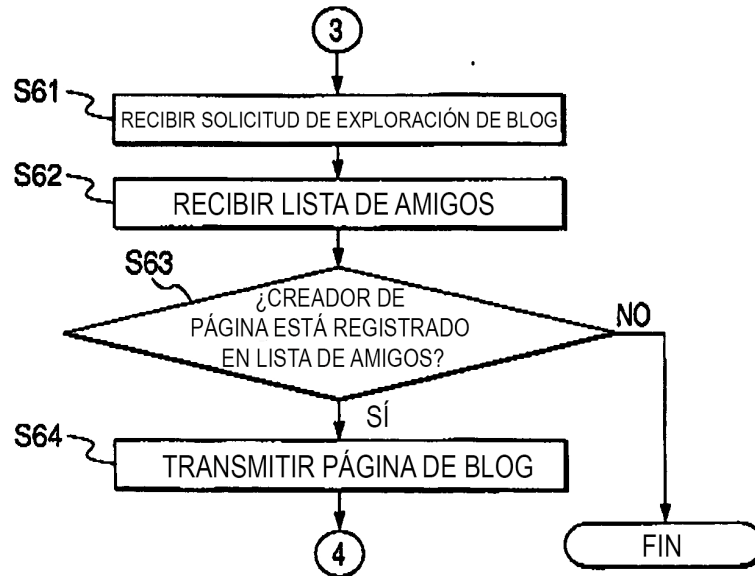 3
S61
RECIBIR SOLICITUD DE EXPLORACIÓN DE BLOG
S62
RECIBIR LISTA DE AMIGOS
S63
¿CREADOR DE
PÁGINA ESTÁ REGISTRADO
EN LISTA DE AMIGOS?
NO
SÍ
S64
TRANSMITIR PÁGINA DE BLOG
4
FIN